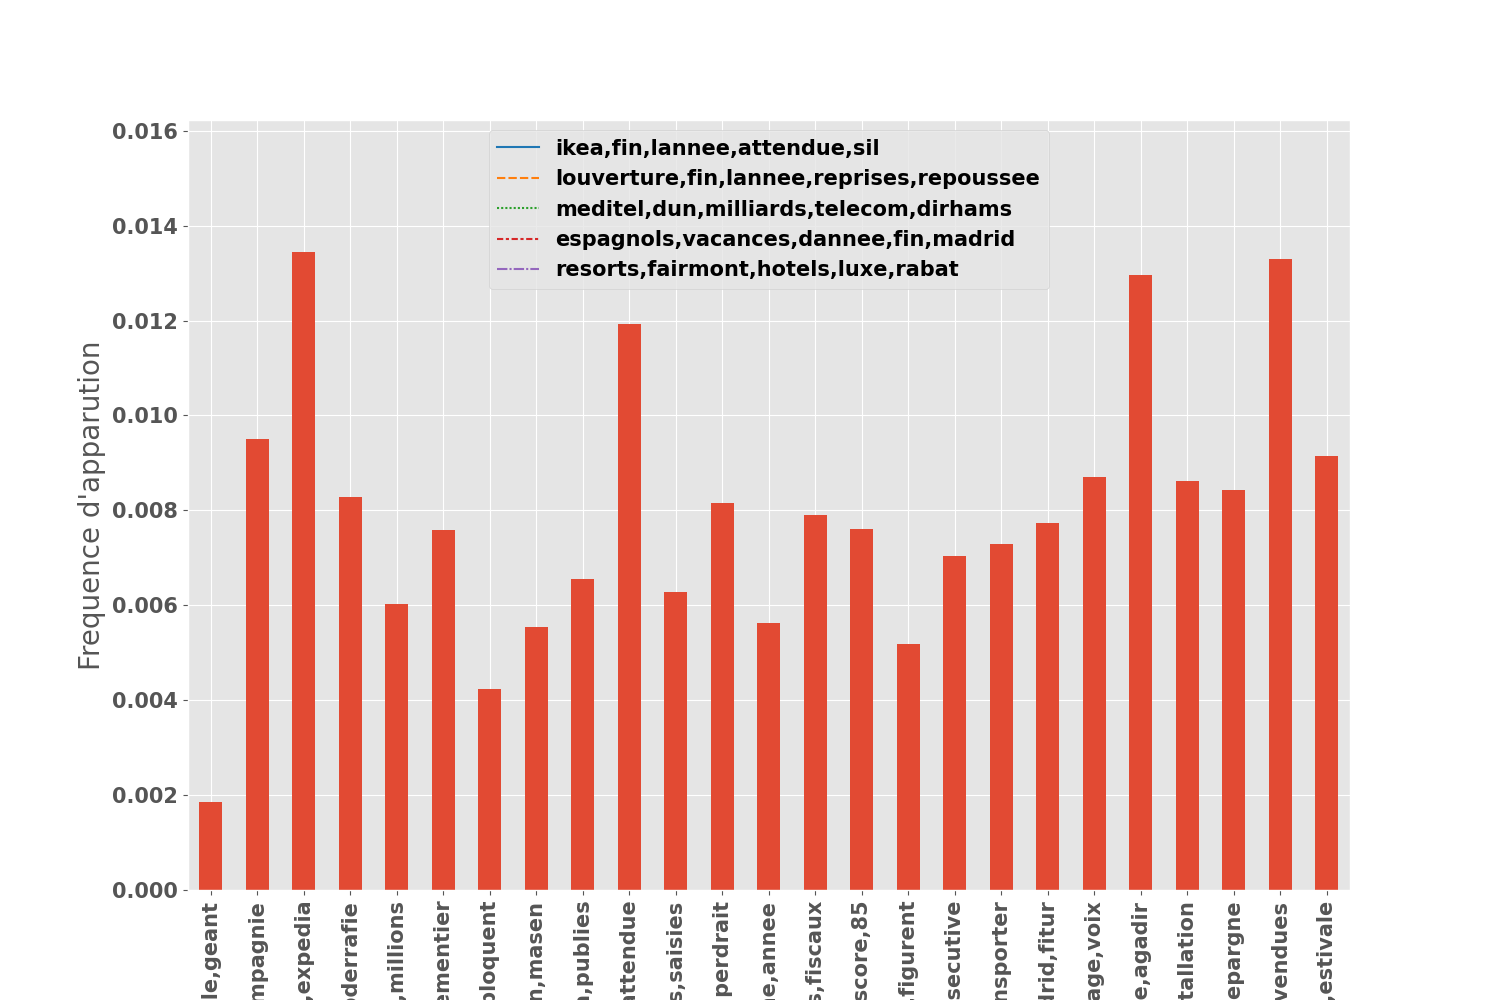 0.016
0.014
0.012
0.010
0.008
0.006
0.004
0.002
0.000
Frequence d'apparution
ikea,fin,lannee,attendue,sil
louverture,fin,lannee,reprises,repoussee
meditel,dun,milliards,telecom,dirhams
espagnols,vacances,dannee,fin,madrid
resorts,fairmont,hotels,luxe,rabat
le,geant
mpagnie
,expedia
oderrafie
,millions
ementier
bloquent
n,masen
,publies
attendue
s,saisies
perdrait
e,annee
s,fiscaux
score,85
,figurent
secutive
nsporter
drid,fitur
age,voix
e,agadir
tallation
epargne
vendues
,estivale